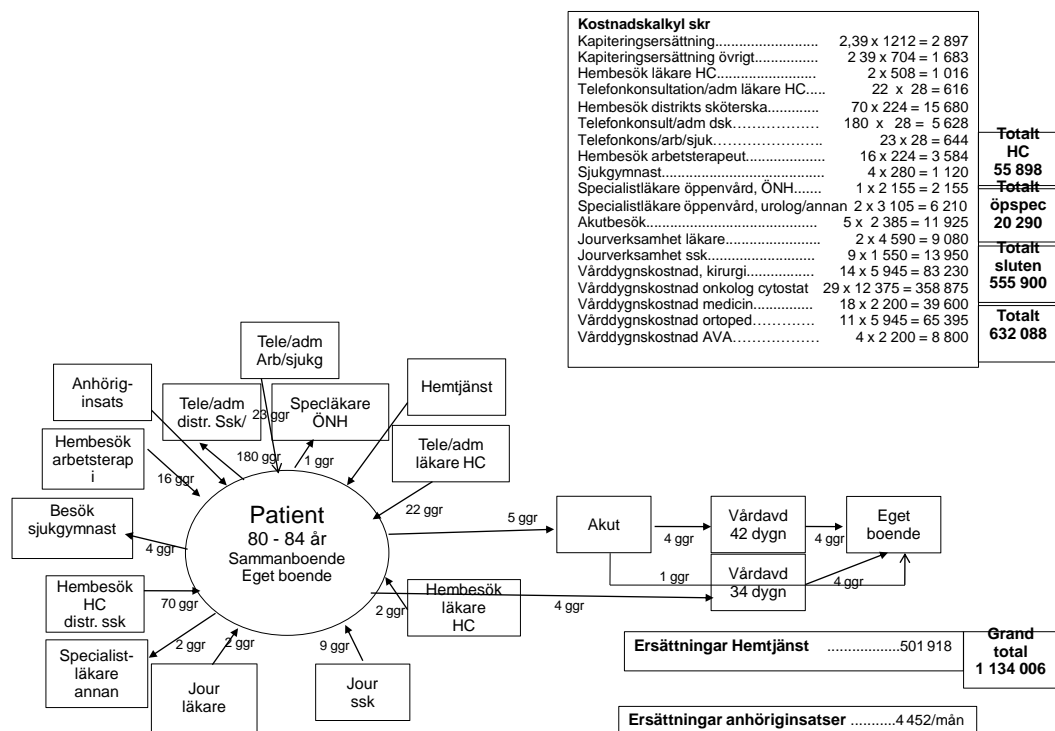 Kostnadskalkyl skr
Kapiteringsersättning.......................... 2,39 x 1212 = 2 897
Kapiteringsersättning övrigt................ 2 39 x 704 = 1 683
Hembesök läkare HC......................... 2 x 508 = 1 016
Telefonkonsultation/adm läkare HC..... 22 x 28 = 616
Hembesök distrikts sköterska............. 70 x 224 = 15 680
Telefonkonsult/adm dsk……………… 180 x 28 = 5 628
Telefonkons/arb/sjuk………………….. 23 x 28 = 644
Hembesök arbetsterapeut..................... 16 x 224 = 3 584
Sjukgymnast....................................... 4 x 280 = 1 120
Specialistläkare öppenvård, ÖNH....... 1 x 2 155 = 2 155
Specialistläkare öppenvård, urolog/annan 2 x 3 105 = 6 210
Akutbesök........................................... 5 x 2 385 = 11 925
Jourverksamhet läkare........................ 2 x 4 590 = 9 080
Jourverksamhet ssk............................ 9 x 1 550 = 13 950
Vårddygnskostnad, kirurgi................. 14 x 5 945 = 83 230
Vårddygnskostnad onkolog cytostat 29 x 12 375 = 358 875
Vårddygnskostnad medicin............... 18 x 2 200 = 39 600
Vårddygnskostnad ortoped………… 11 x 5 945 = 65 395
Vårddygnskostnad AVA……………… 4 x 2 200 = 8 800
Totalt
HC
55 898
Totalt
öpspec
20 290
Totalt
sluten
555 900
Totalt
632 088
Tele/adm
Arb/sjukg
Anhörig-
insats
Tele/adm
distr. Ssk/
23 ggr
Specläkare
ÖNH
Hemtjänst
Hembesök
arbetsterap
i
16 ggr
180 ggr
1 ggr
Tele/adm
läkare HC
22 ggr
Besök
sjukgymnast
4 ggr
Patient
80 - 84 år
Sammanboende
Eget boende
5 ggr
Akut
4 ggr
Vårdavd
42 dygn
4 ggr
Eget
boende
1 ggr
Vårdavd
34 dygn
4 ggr
Hembesök
HC
distr. ssk
70 ggr
Hembesök
läkare
HC
2 ggr
4 ggr
Specialist-
läkare
annan
2 ggr
2 ggr
Jour
läkare
9 ggr
Jour
ssk
Ersättningar Hemtjänst ..................501 918
Grand
total
1 134 006
Ersättningar anhöriginsatser ...........4 452/mån